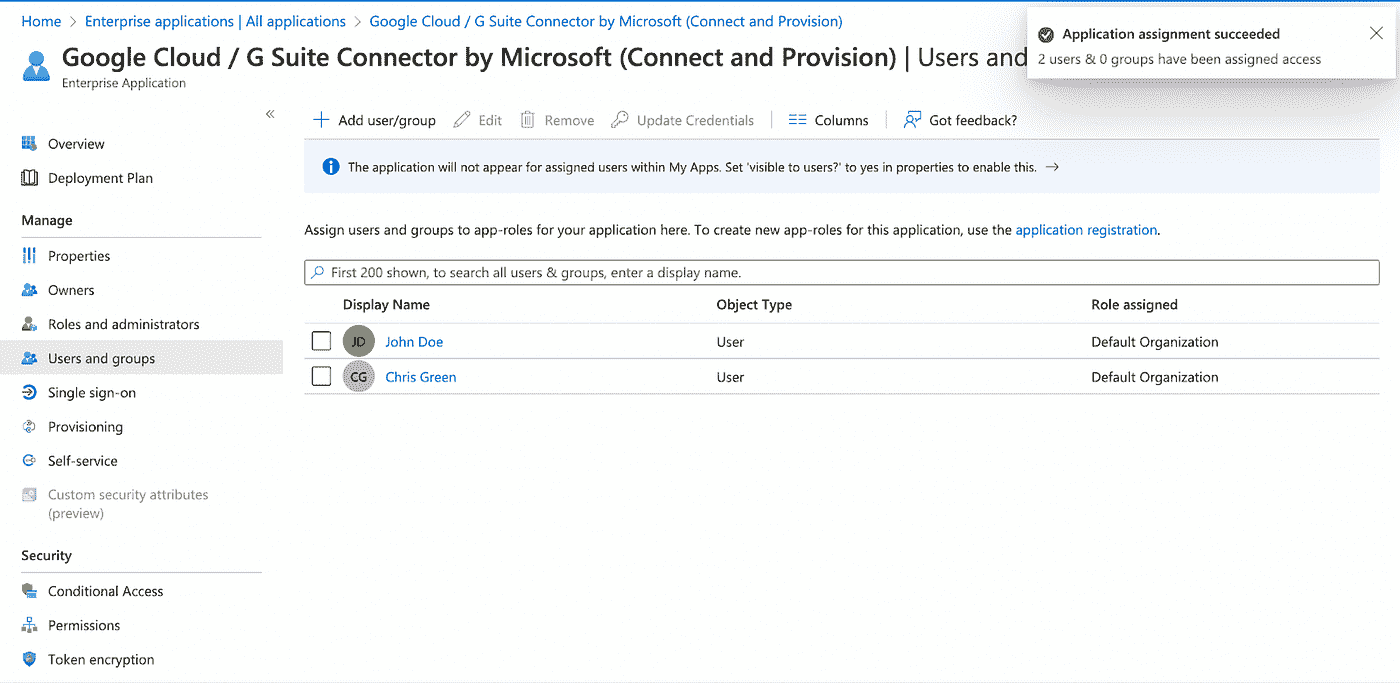 Home > Enterprise applications | All applications > Google Cloud / G Suite Connector by Microsoft (Connect and Provision)
Google Cloud / G Suite Connector by Microsoft (Connect and Provision) | Users and
Enterprise Application
Application assignment succeeded
2 users & 0 groups have been assigned access
«
Add user/group Edit Remove Update Credentials Columns Got feedback?
The application will not appear for assigned users within My Apps. Set 'visible to users?' to yes in properties to enable this. →
Assign users and groups to app-roles for your application here. To create new app-roles for this application, use the application registration.
First 200 shown, to search all users & groups, enter a display name.
Display Name Object Type Role assigned
JD John Doe User Default Organization
CG Chris Green User Default Organization
Overview
Deployment Plan
Manage
Properties
Owners
Roles and administrators
Users and groups
Single sign-on
Provisioning
Self-service
Custom security attributes
(preview)
Security
Conditional Access
Permissions
Token encryption